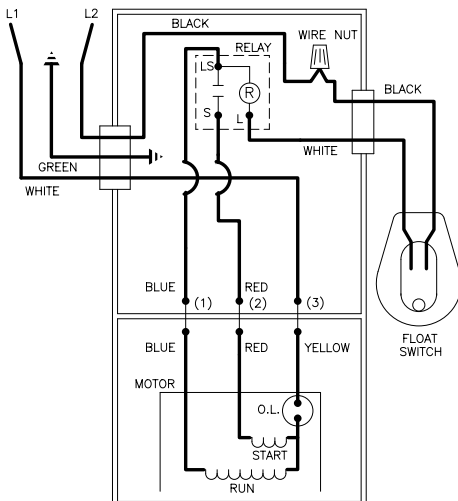 L1
L2
BLACK
WIRE NUT
RELAY
LS
R
BLACK
S
L
WHITE
GREEN
WHITE
BLUE
(1)
RED
(2)
(3)
FLOAT
SWITCH
BLUE
RED
YELLOW
MOTOR
O.L.
START
RUN